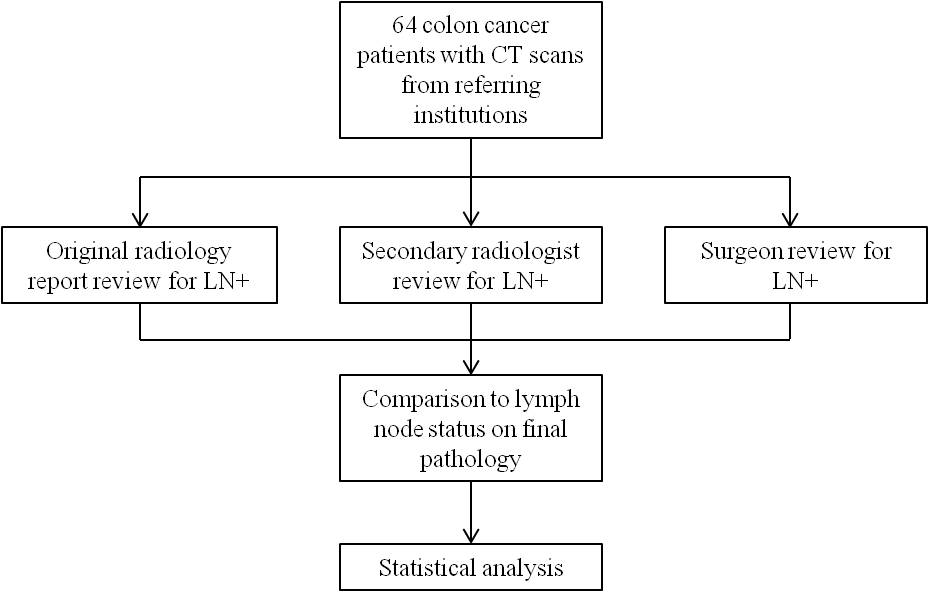 64 colon cancer
patients with CT scans
from referring
institutions
Original radiology
report review for LN+
Secondary radiologist
review for LN+
Surgeon review for
LN+
Comparison to lymph
node status on final
pathology
Statistical analysis